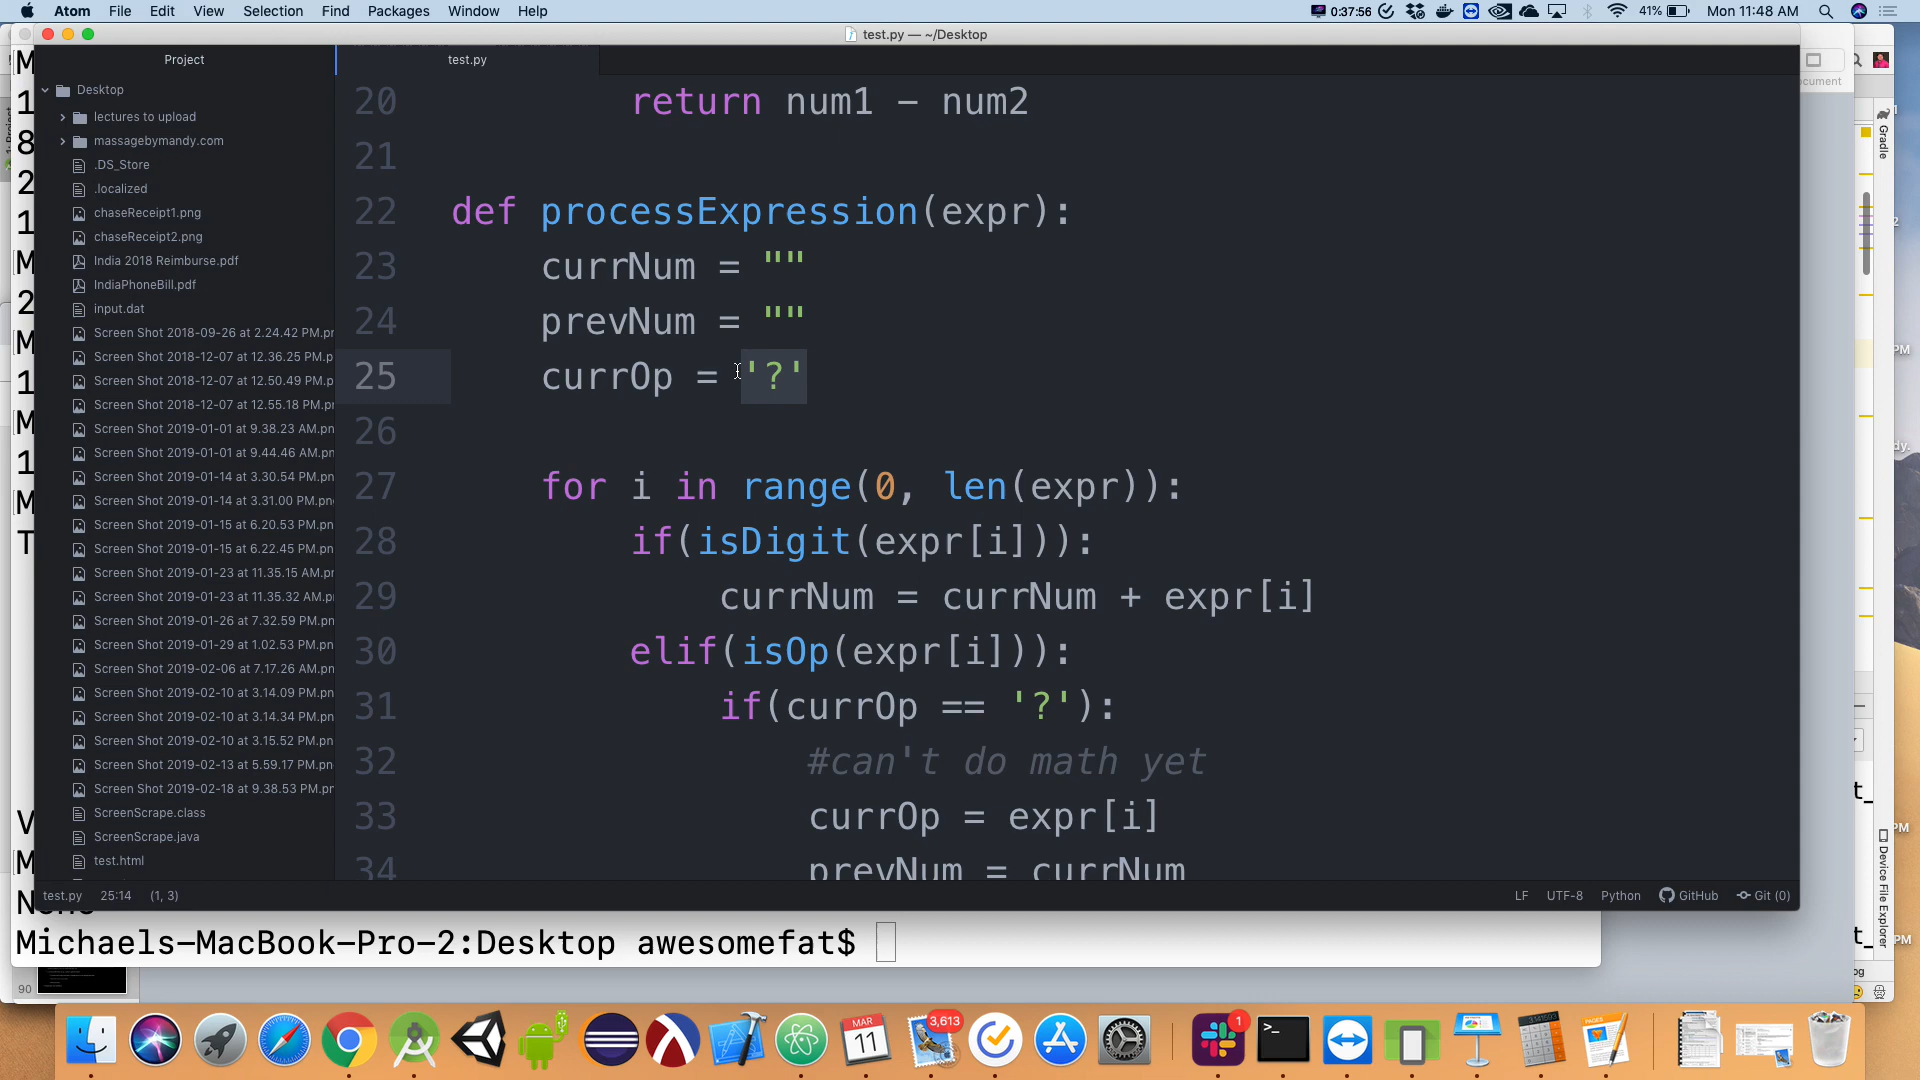 Atom File Edit View Selection Find Packages Window Help
0:37:56 41% Mon 11:48 AM
test.py — ~/Desktop
Project
test.py
Desktop
lectures to upload
massagebymandy.com
.DS_Store
.localized
chaseReceipt1.png
chaseReceipt2.png
India 2018 Reimburse.pdf
IndiaPhoneBill.pdf
input.dat
Screen Shot 2018-09-26 at 2.24.42 PM.pn
Screen Shot 2018-12-07 at 12.36.25 PM.p
Screen Shot 2018-12-07 at 12.50.49 PM.p
Screen Shot 2018-12-07 at 12.55.18 PM.p
Screen Shot 2019-01-01 at 9.38.23 AM.pn
Screen Shot 2019-01-01 at 9.44.46 AM.pn
Screen Shot 2019-01-14 at 3.30.54 PM.pn
Screen Shot 2019-01-14 at 3.31.00 PM.pn
Screen Shot 2019-01-15 at 6.20.53 PM.pn
Screen Shot 2019-01-15 at 6.22.45 PM.pn
Screen Shot 2019-01-23 at 11.35.15 AM.pn
Screen Shot 2019-01-23 at 11.35.32 AM.pn
Screen Shot 2019-01-26 at 7.32.59 PM.pn
Screen Shot 2019-01-29 at 1.02.53 PM.pn
Screen Shot 2019-02-06 at 7.17.26 AM.pn
Screen Shot 2019-02-10 at 3.14.09 PM.pn
Screen Shot 2019-02-10 at 3.14.34 PM.pn
Screen Shot 2019-02-10 at 3.15.52 PM.pn
Screen Shot 2019-02-13 at 5.59.17 PM.pn
Screen Shot 2019-02-18 at 9.38.53 PM.pn
ScreenScrape.class
ScreenScrape.java
test.html
20 return num1 - num2
21
22 def processExpression(expr):
23 currNum = ""
24 prevNum = ""
25 currOp = '?'
26
27 for i in range(0, len(expr)):
28 if(isDigit(expr[i])):
29 currNum = currNum + expr[i]
30 elif(isOp(expr[i])):
31 if(currOp == '?'):
32 #can't do math yet
33 currOp = expr[i]
34 prevNum = currNum
test.py 25:14 (1, 3) LF UTF-8 Python GitHub Git (0)
Michaels-MacBook-Pro-2:Desktop awesomefat$
Gradle
Device File Explorer
90
MAR
11
3,613
1
PAGES